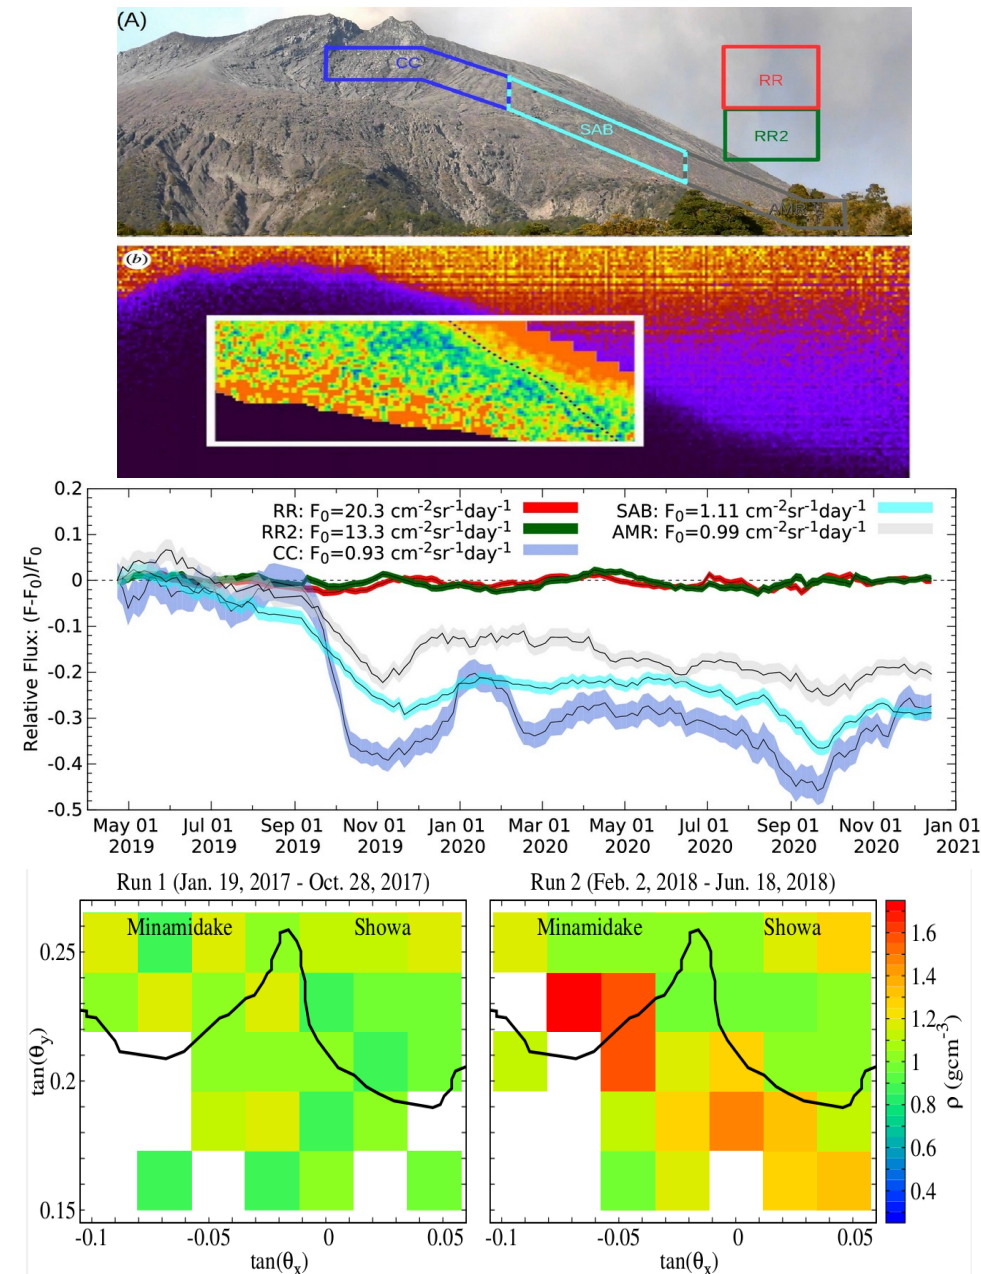 (A)
CC
SAB
RR
RR2
AMR
(b)
0.2
0.1
0
-0.1
-0.2
-0.3
-0.4
-0.5
Relative Flux: (F-F₀)/F₀
RR: F₀=20.3 cm⁻²sr⁻¹day⁻¹
RR2: F₀=13.3 cm⁻²sr⁻¹day⁻¹
CC: F₀=0.93 cm⁻²sr⁻¹day⁻¹
SAB: F₀=1.11 cm⁻²sr⁻¹day⁻¹
AMR: F₀=0.99 cm⁻²sr⁻¹day⁻¹
May 01 Jul 01 Sep 01 Nov 01 Jan 01 Mar 01 May 01 Jul 01 Sep 01 Nov 01 Jan 01
2019 2019 2019 2019 2020 2020 2020 2020 2020 2020 2021
Run 1 (Jan. 19, 2017 - Oct. 28, 2017)
Minamidake Showa
0.25
0.2
0.15
tan(θy)
-0.1 -0.05 0 0.05
tan(θx)
Run 2 (Feb. 2, 2018 - Jun. 18, 2018)
Minamidake Showa
-0.1 -0.05 0 0.05
tan(θx)
1.6
1.4
1.2
1
0.8
0.6
0.4
ρ (gcm⁻³)